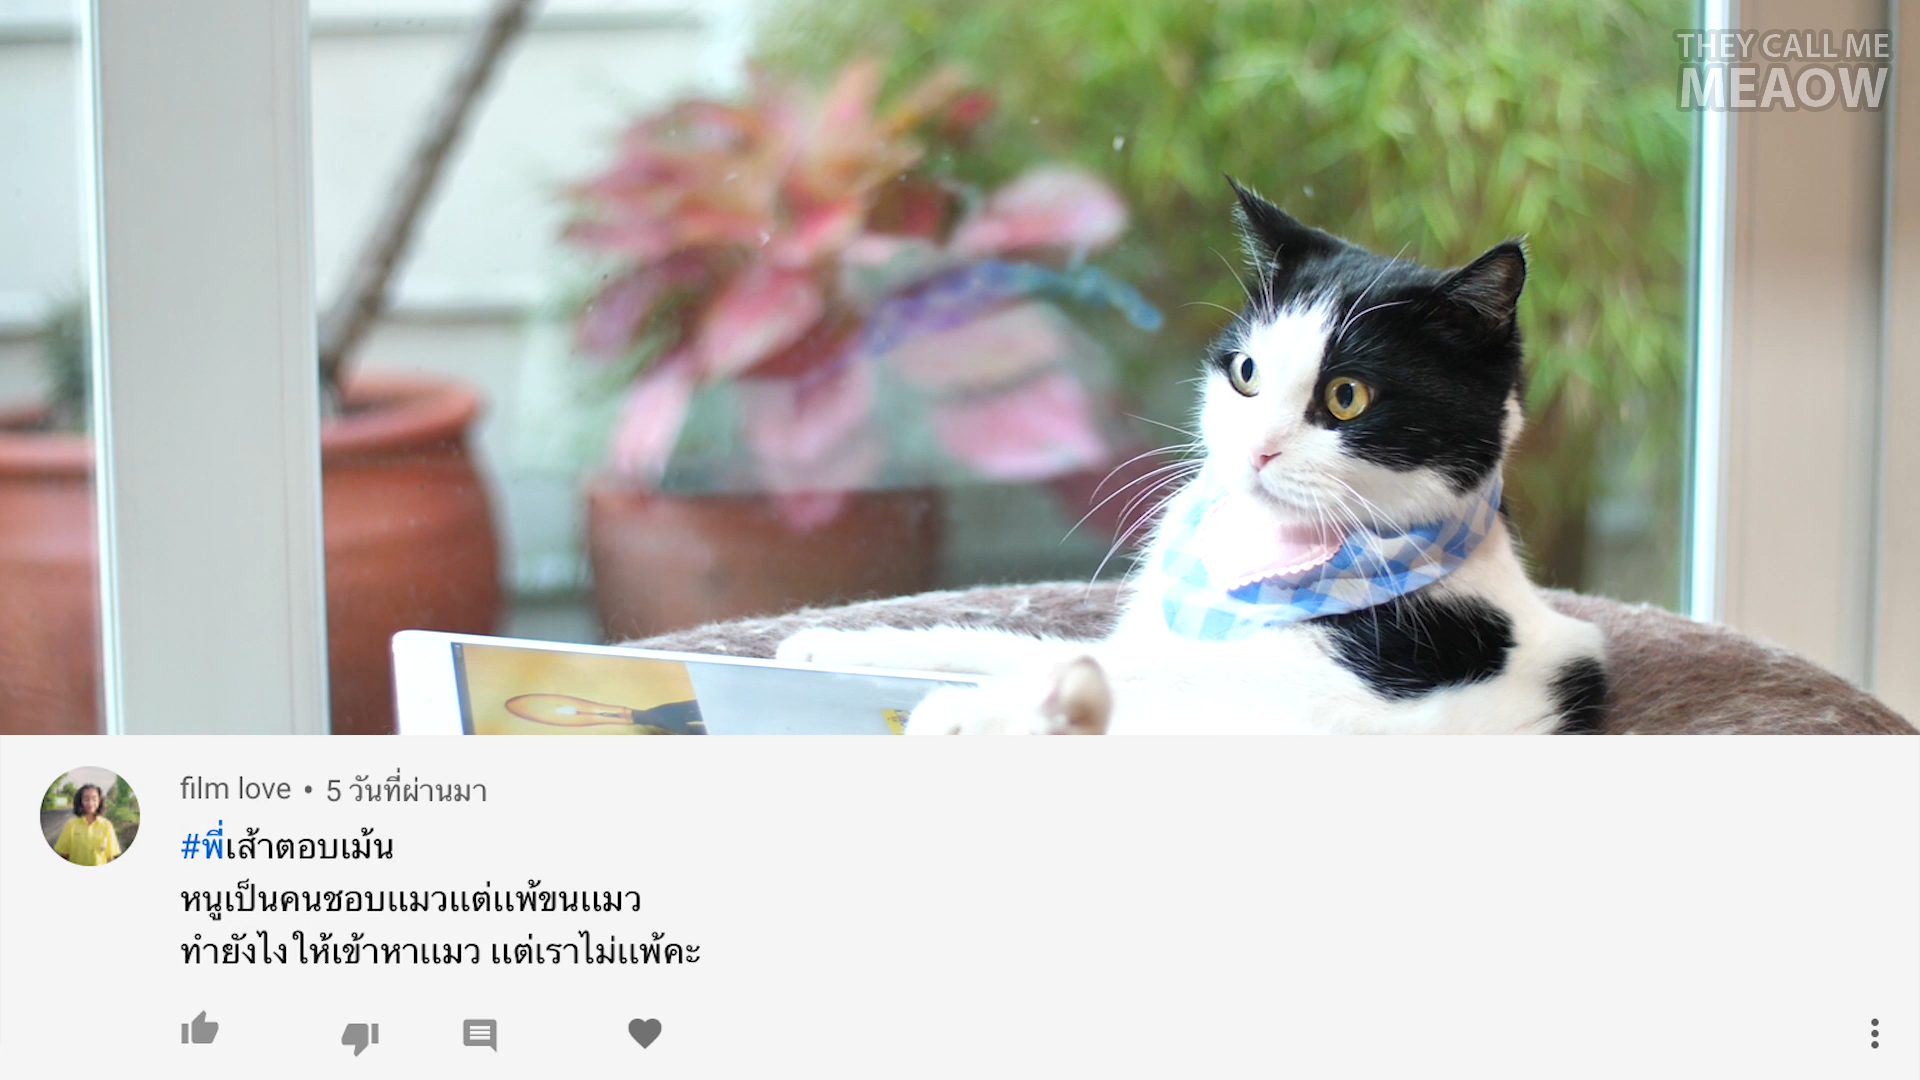 THEY CALL ME
MEAOW
film love • 5 วันที่ผ่านมา
#พี่เส้าตอบเม้น
หนูเป็นคนชอบแมวแต่แพ้ขนแมว
ทำยังไงให้เข้าหาแมว แต่เราไม่แพ้คะ